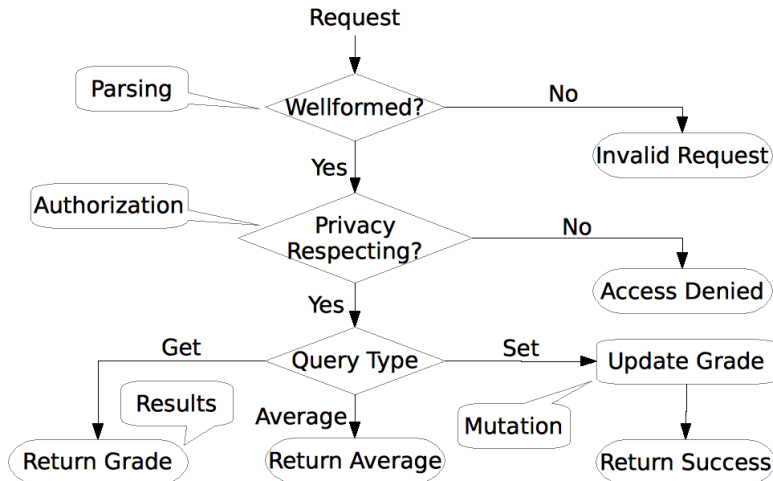 Request
Parsing
Wellformed?
No
Invalid Request
Yes
Authorization
Privacy
Respecting?
No
Access Denied
Yes
Get
Query Type
Set
Update Grade
Results
Average
Mutation
Return Grade
Return Average
Return Success